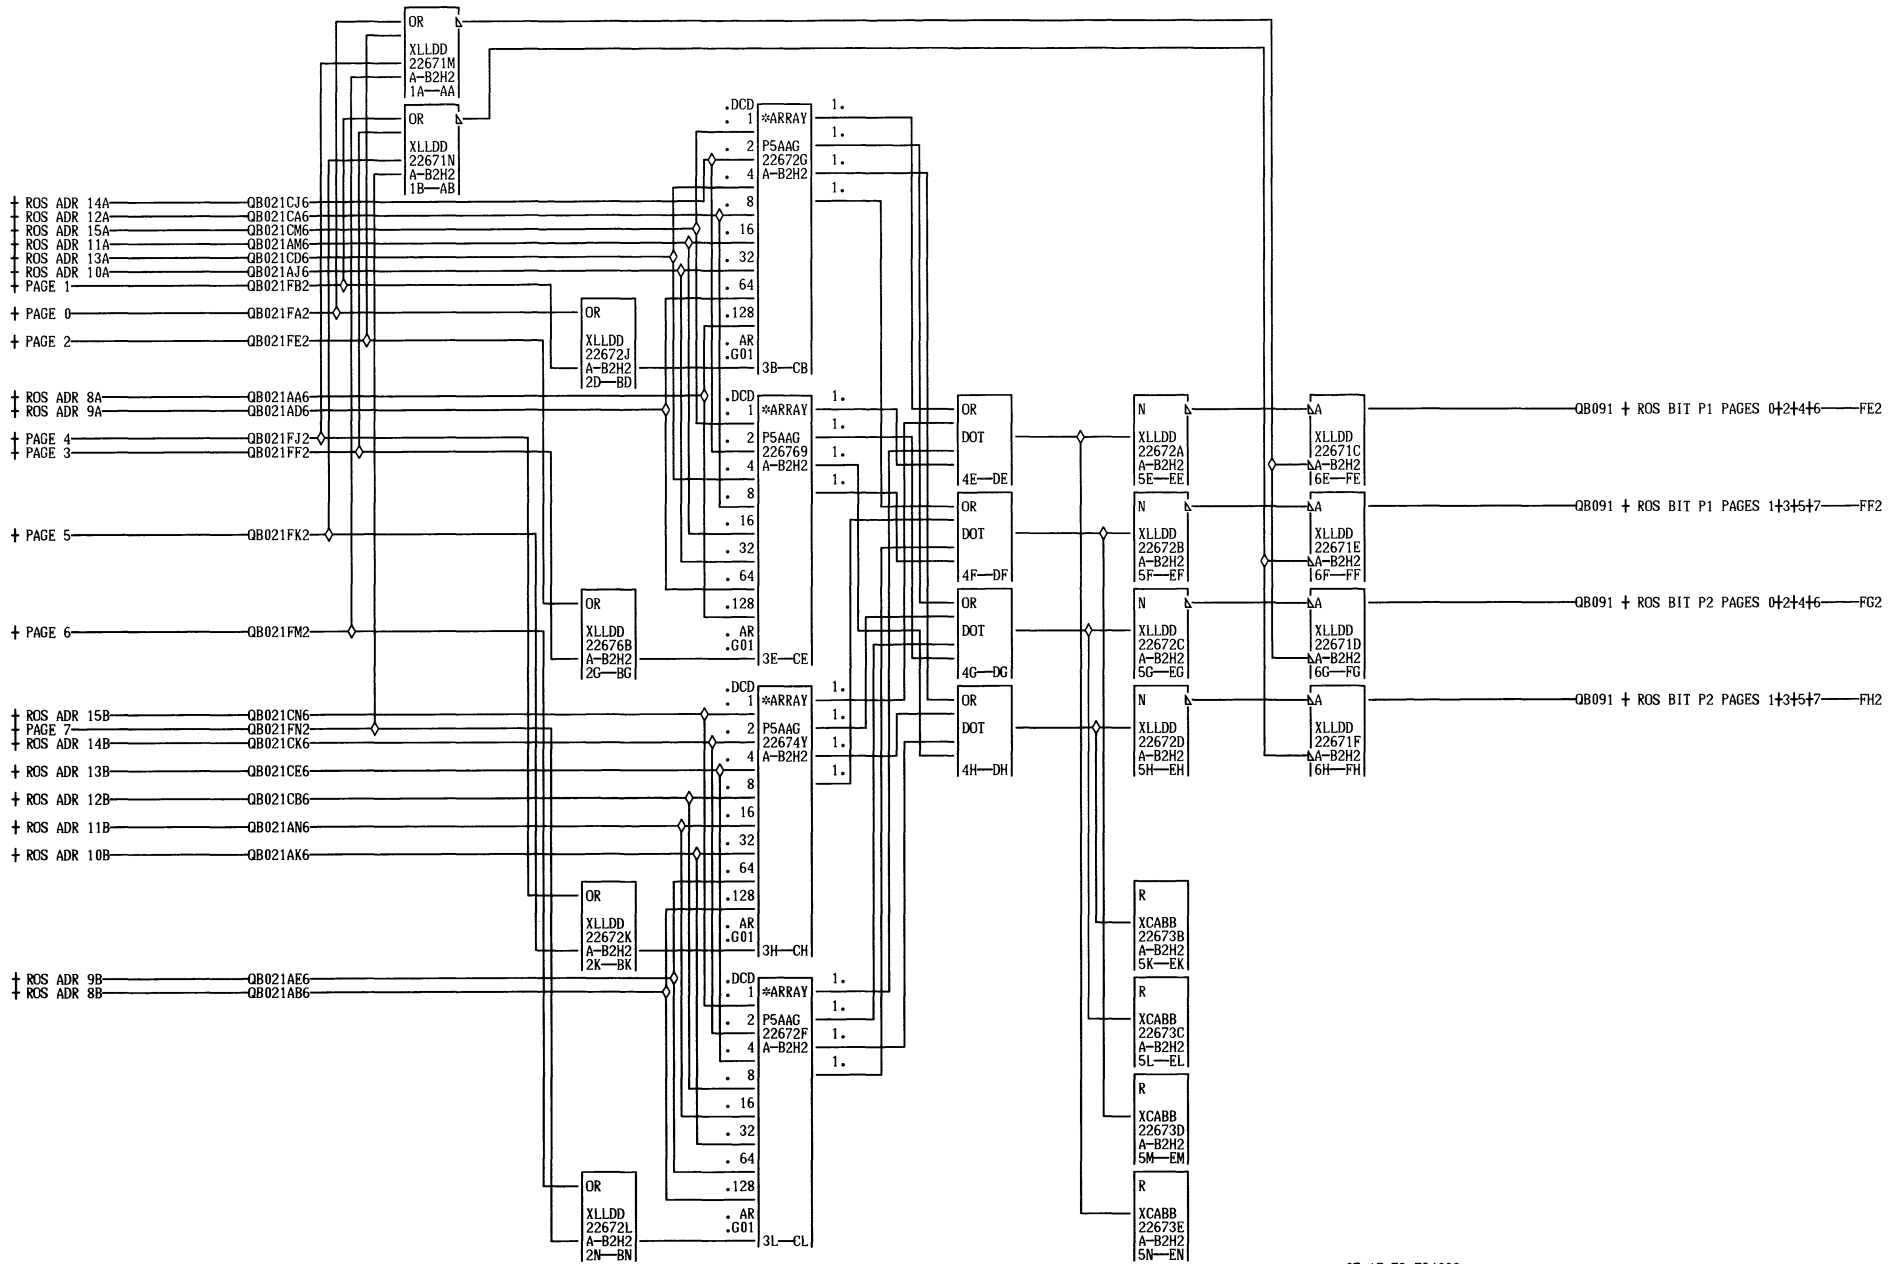 OR
XLLDD
22671M
A-B2H2
1A—AA
OR
XLLDD
22671N
A-B2H2
1B—AB
+ ROS ADR 14A QB021CJ6
+ ROS ADR 12A QB021CA6
+ ROS ADR 15A QB021CM6
+ ROS ADR 11A QB021AM6
+ ROS ADR 13A QB021CD6
+ ROS ADR 10A QB021AJ6
+ PAGE 1 QB021FB2
+ PAGE 0 QB021FA2
+ PAGE 2 QB021FE2
+ ROS ADR 8A QB021AA6
+ ROS ADR 9A QB021AD6
+ PAGE 4 QB021FJ2
+ PAGE 3 QB021FF2
+ PAGE 5 QB021FK2
+ PAGE 6 QB021FM2
+ ROS ADR 15B QB021CN6
+ PAGE 7 QB021FN2
+ ROS ADR 14B QB021CK6
+ ROS ADR 13B QB021CE6
+ ROS ADR 12B QB021CB6
+ ROS ADR 11B QB021AN6
+ ROS ADR 10B QB021AK6
+ ROS ADR 9B QB021AE6
+ ROS ADR 8B QB021AB6
OR
XLLDD
22672J
A-B2H2
2D—BD
OR
XLLDD
22676B
A-B2H2
2G—BG
OR
XLLDD
22672K
A-B2H2
2K—BK
OR
XLLDD
22672L
A-B2H2
2N—BN
.DCD 1.
. 1 *ARRAY
1.
. 2 P5AAG
22672G 1.
. 4 A-B2H2
1.
. 8
. 16
. 32
. 64
.128
. AR
.G01
3B—CB
.DCD 1.
. 1 *ARRAY
1.
. 2 P5AAG
226769 1.
. 4 A-B2H2
1.
. 8
. 16
. 32
. 64
.128
. AR
.G01
3E—CE
.DCD 1.
. 1 *ARRAY
1.
. 2 P5AAG
22674Y 1.
. 4 A-B2H2
1.
. 8
. 16
. 32
. 64
.128
. AR
.G01
3H—CH
.DCD 1.
. 1 *ARRAY
1.
. 2 P5AAG
22672F 1.
. 4 A-B2H2
1.
. 8
. 16
. 32
. 64
.128
. AR
.G01
3L—CL
OR
DOT
4E—DE
OR
DOT
4F—DF
OR
DOT
4G—DG
OR
DOT
4H—DH
N
XLLDD
22672A
A-B2H2
5E—EE
N
XLLDD
22672B
A-B2H2
5F—EF
N
XLLDD
22672C
A-B2H2
5G—EG
N
XLLDD
22672D
A-B2H2
5H—EH
R
XCABB
22673B
A-B2H2
5K—EK
R
XCABB
22673C
A-B2H2
5L—EL
R
XCABB
22673D
A-B2H2
5M—EM
R
XCABB
22673E
A-B2H2
5N—EN
A
XLLDD
22671C
A-B2H2
6E—FE
A
XLLDD
22671E
A-B2H2
6F—FF
A
XLLDD
22671D
A-B2H2
6G—FG
A
XLLDD
22671F
A-B2H2
6H—FH
QB091 + ROS BIT P1 PAGES 0+2+4+6 FE2
QB091 + ROS BIT P1 PAGES 1+3+5+7 FF2
QB091 + ROS BIT P2 PAGES 0+2+4+6 FG2
QB091 + ROS BIT P2 PAGES 1+3+5+7 FH2